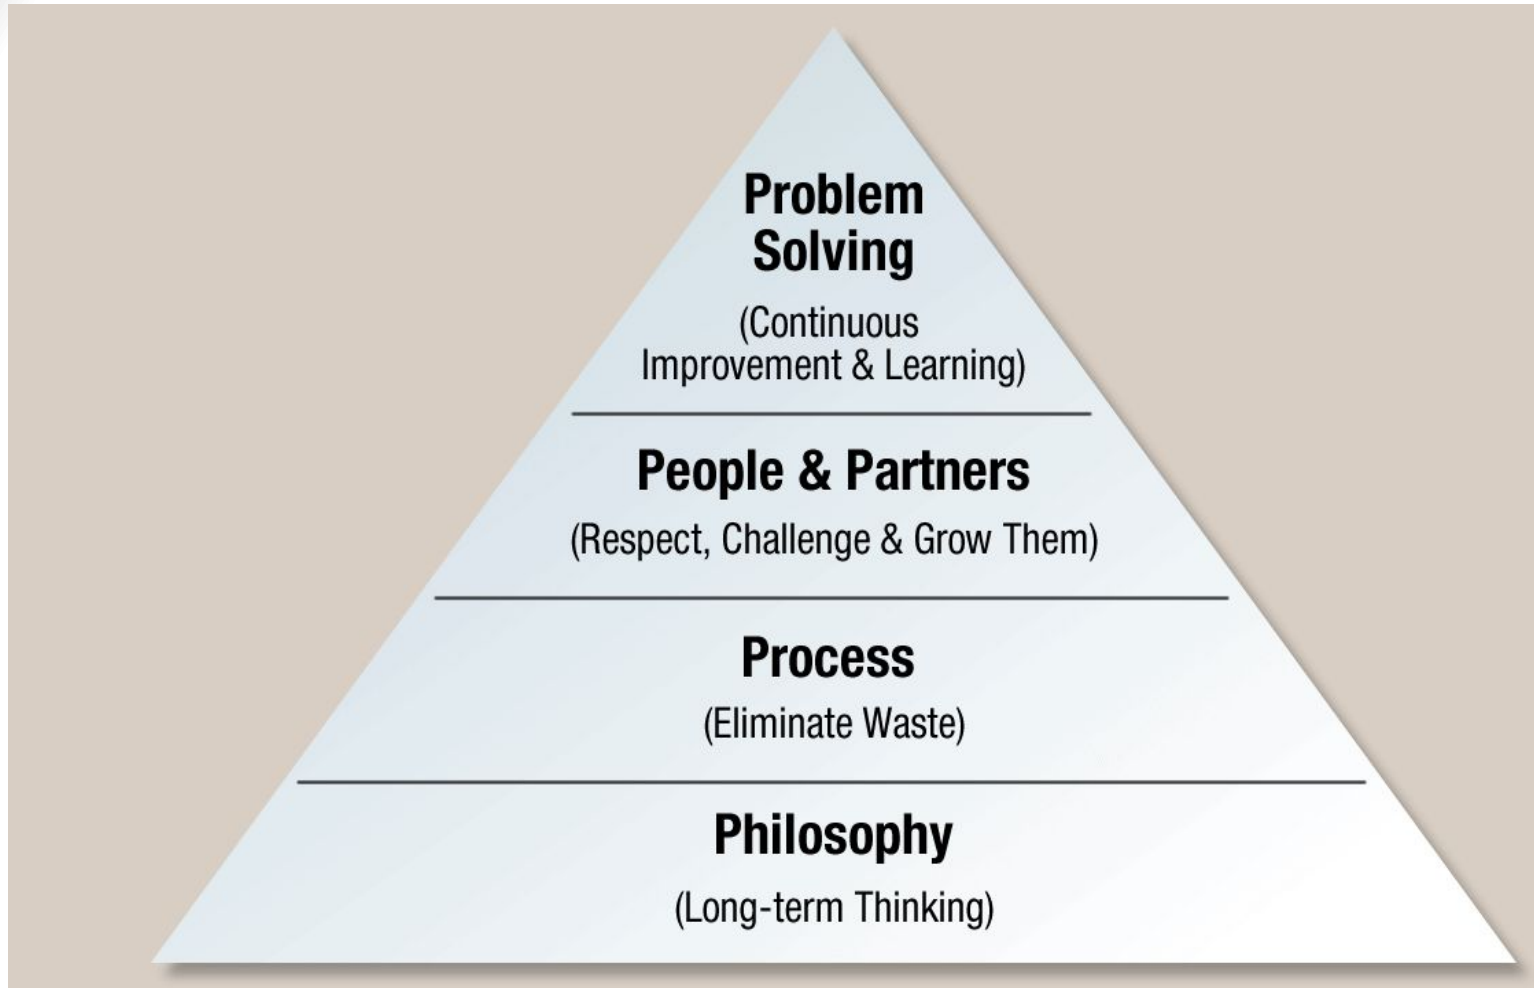 Problem
Solving
(Continuous
Improvement & Learning)
People & Partners
(Respect, Challenge & Grow Them)
Process
(Eliminate Waste)
Philosophy
(Long-term Thinking)